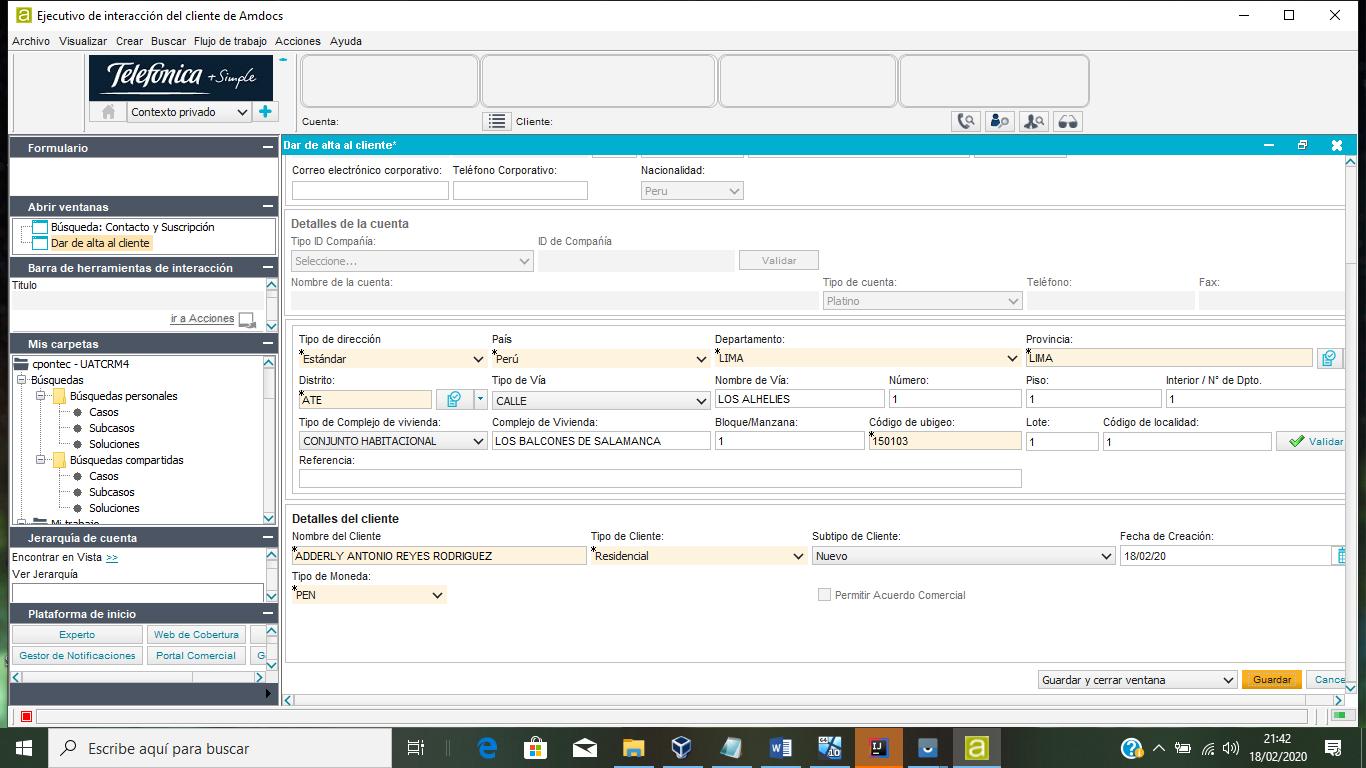 Ejecutivo de interacción del cliente de Amdocs
Archivo Visualizar Crear Buscar Flujo de trabajo Acciones Ayuda
Telefónica +Simple
Contexto privado
Cuenta: Cliente:
Formulario
Abrir ventanas
Búsqueda: Contacto y Suscripción
Dar de alta al cliente
Barra de herramientas de interacción
Titulo
ir a Acciones
Mis carpetas
cpontec - UATCRM4
Búsquedas
Búsquedas personales
Casos
Subcasos
Soluciones
Búsquedas compartidas
Casos
Subcasos
Soluciones
Mi trabajo
Jerarquía de cuenta
Encontrar en Vista >>
Ver Jerarquía
Plataforma de inicio
Experto Web de Cobertura
Gestor de Notificaciones Portal Comercial G
Dar de alta al cliente*
Correo electrónico corporativo: Teléfono Corporativo: Nacionalidad:
Peru
Detalles de la cuenta
Tipo ID Compañía: ID de Compañía
Seleccione... Validar
Nombre de la cuenta: Tipo de cuenta: Teléfono: Fax:
Platino
Tipo de dirección País Departamento: Provincia:
*Estándar *Perú *LIMA *LIMA
Distrito: Tipo de Vía Nombre de Vía: Número: Piso: Interior / N° de Dpto.
*ATE CALLE LOS ALHELIES 1 1 1
Tipo de Complejo de vivienda: Complejo de Vivienda: Bloque/Manzana: Código de ubigeo: Lote: Código de localidad:
CONJUNTO HABITACIONAL LOS BALCONES DE SALAMANCA 1 *150103 1 1 Validar
Referencia:
Detalles del cliente
Nombre del Cliente Tipo de Cliente: Subtipo de Cliente: Fecha de Creación:
*ADDERLY ANTONIO REYES RODRIGUEZ *Residencial Nuevo 18/02/20
Tipo de Moneda:
*PEN Permitir Acuerdo Comercial
Guardar y cerrar ventana Guardar Cance
Escribe aquí para buscar
21:42
18/02/2020